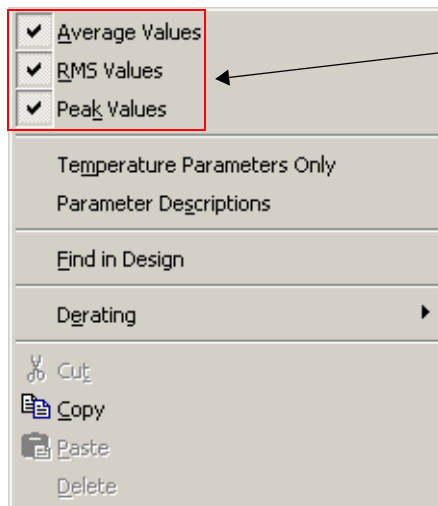 Average Values
RMS Values
Peak Values
Temperature Parameters Only
Parameter Descriptions
Find in Design
Derating
Cut
Copy
Paste
Delete